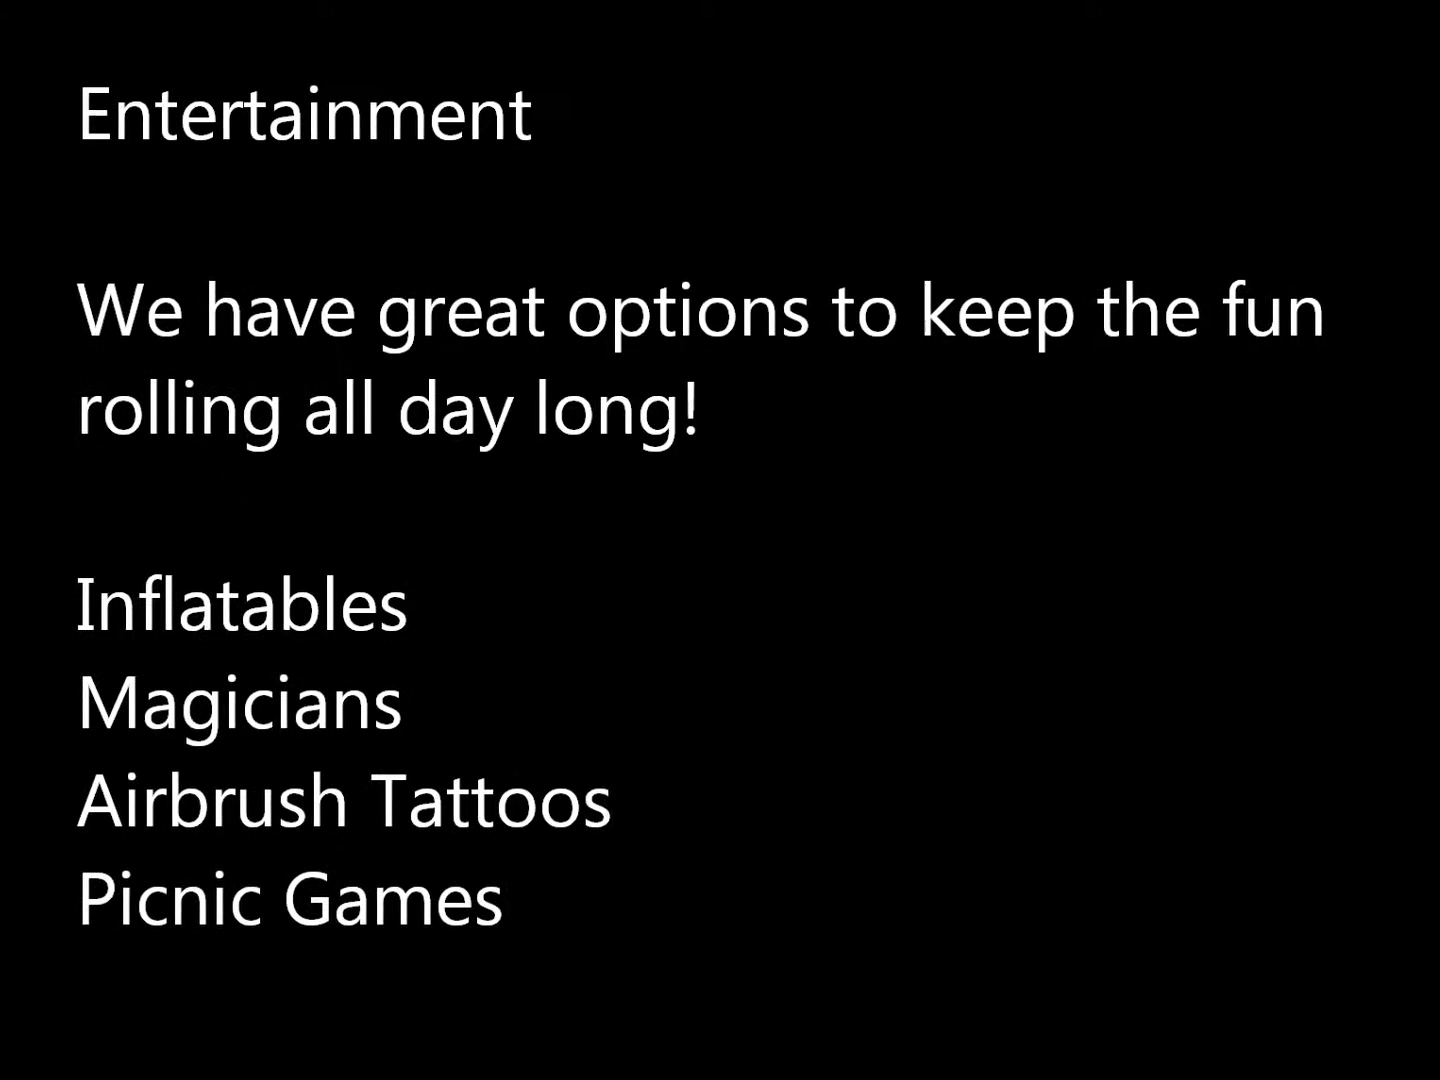 Entertainment
We have great options to keep the fun
rolling all day long!
Inflatables
Magicians
Airbrush Tattoos
Picnic Games